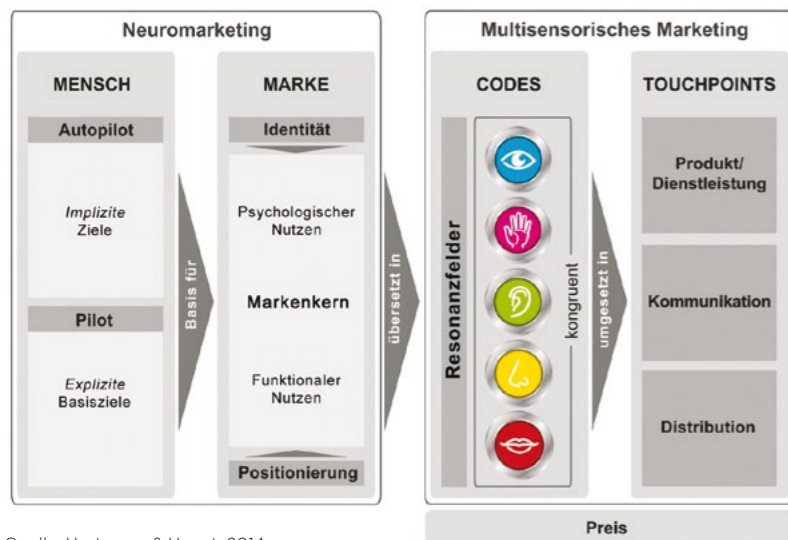 Neuromarketing
MENSCH
Autopilot
Implizite
Ziele
Pilot
Explizite
Basisziele
Basis für
MARKE
Identität
Psychologischer
Nutzen
Markenkern
Funktionaler
Nutzen
Positionierung
übersetzt in
Multisensorisches Marketing
CODES
Resonanzfelder
kongruent
umgesetzt in
TOUCHPOINTS
Produkt/
Dienstleistung
Kommunikation
Distribution
Preis